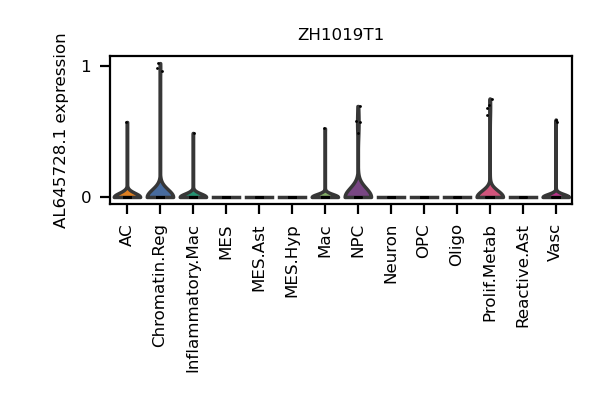 ZH1019T1
AL645728.1 expression
1
0
AC
Chromatin.Reg
Inflammatory.Mac
MES
MES.Ast
MES.Hyp
Mac
NPC
Neuron
OPC
Oligo
Prolif.Metab
Reactive.Ast
Vasc